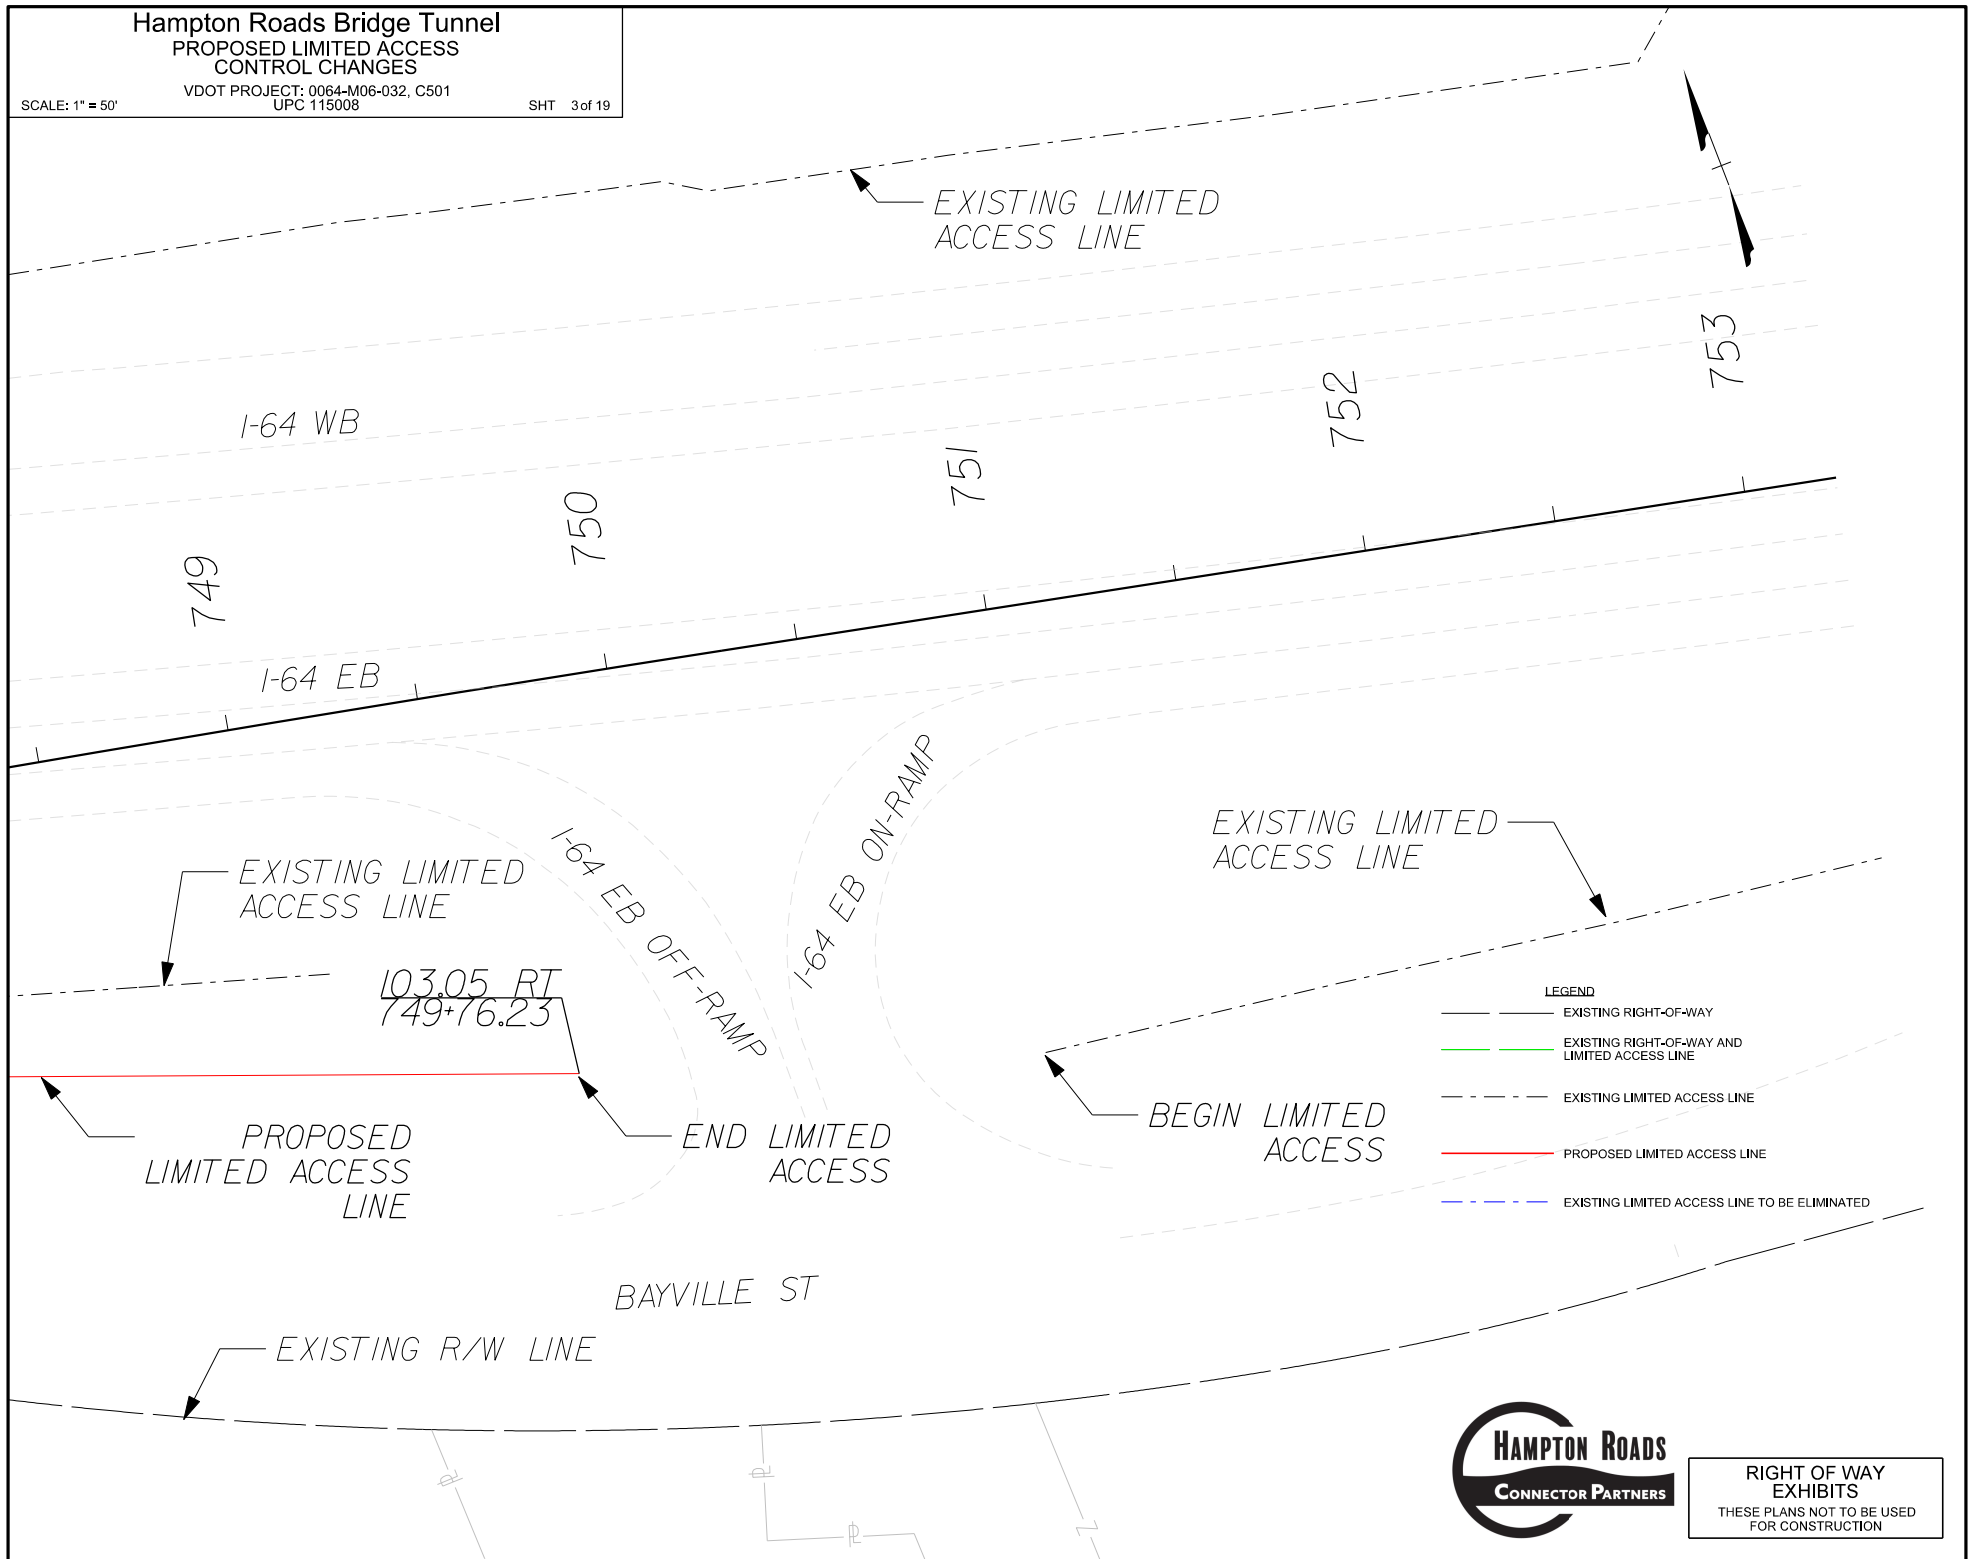 Hampton Roads Bridge Tunnel
PROPOSED LIMITED ACCESS
CONTROL CHANGES
VDOT PROJECT: 0064-M06-032, C501
SCALE: 1" = 50'
UPC 115008
SHT 3 of 19
EXISTING LIMITED
ACCESS LINE
753
752
I-64 WB
751
750
749
I-64 EB
I-64 EB ON-RAMP
I-64 EB OFF-RAMP
EXISTING LIMITED
ACCESS LINE
EXISTING LIMITED
ACCESS LINE
103.05 RT
749+76.23
PROPOSED
LIMITED ACCESS
LINE
END LIMITED
ACCESS
BEGIN LIMITED
ACCESS
LEGEND
EXISTING RIGHT-OF-WAY
EXISTING RIGHT-OF-WAY AND
LIMITED ACCESS LINE
EXISTING LIMITED ACCESS LINE
PROPOSED LIMITED ACCESS LINE
EXISTING LIMITED ACCESS LINE TO BE ELIMINATED
BAYVILLE ST
EXISTING R/W LINE
PL
PL
PL
HAMPTON ROADS
CONNECTOR PARTNERS
RIGHT OF WAY
EXHIBITS
THESE PLANS NOT TO BE USED
FOR CONSTRUCTION